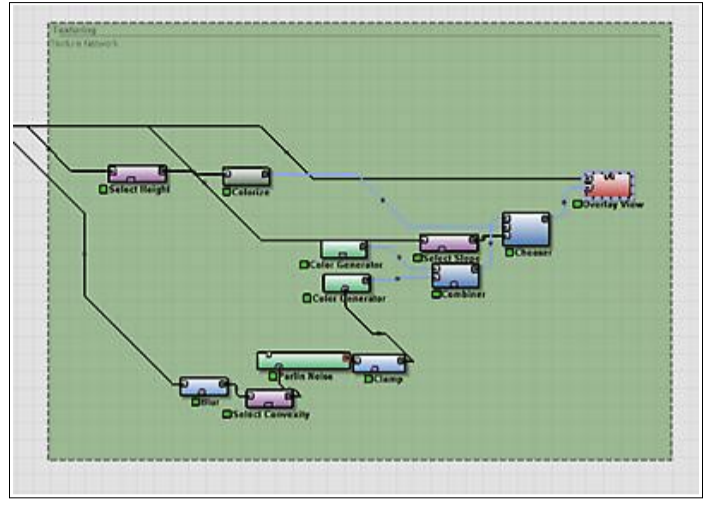 Texturing
Texture Network
Select Height
Colorize
Overlay View
Color Generator
Select Slope
Chooser
Color Generator
Combiner
Perlin Noise
Clamp
Blur
Select Convexity